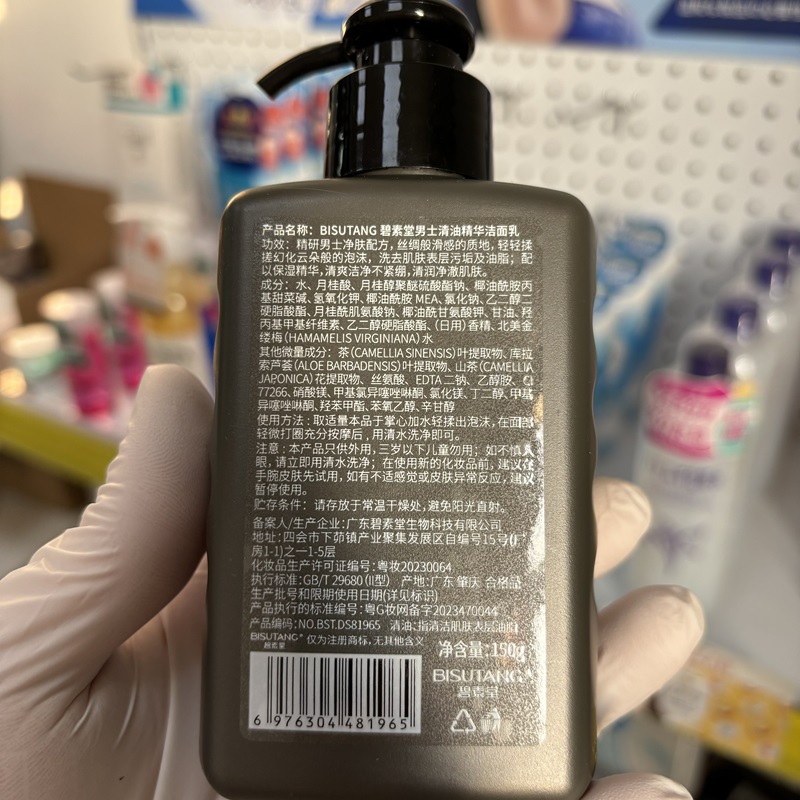 产品名称：BISUTANG 碧素堂男士清油精华洁面乳
功效：精研男士净肤配方，丝绸般滑感的质地，轻轻揉
搓幻化云朵般的泡沫，洗去肌肤表层污垢及油脂；配
以保湿精华，清爽洁净不紧绷，清润净澈肌肤。
成分：水、月桂酸、月桂醇聚醚硫酸酯钠、椰油酰胺丙
基甜菜碱、氢氧化钾、椰油酰胺 MEA、氯化钠、乙二醇二
硬脂酸酯、月桂酰肌氨酸钠、椰油酰甘氨酸钾、甘油、羟
丙基甲基纤维素、乙二醇硬脂酸酯、(日用)香精、北美金
缕梅(HAMAMELIS VIRGINIANA)水
其他微量成分：茶(CAMELLIA SINENSIS)叶提取物、库拉
索芦荟(ALOE BARBADENSIS)叶提取物、山茶(CAMELLIA
JAPONICA)花提取物、丝氨酸、EDTA 二钠、乙醇胺、CI
77266、硝酸镁、甲基氯异噻唑啉酮、氯化镁、丁二醇、甲基
异噻唑啉酮、羟苯甲酯、苯氧乙醇、辛甘醇
使用方法：取适量本品于掌心加水轻揉出泡沫，在面部
轻微打圈充分按摩后，用清水洗净即可。
注意：本产品只供外用，三岁以下儿童勿用；如不慎入
眼，请立即用清水洗净；在使用新的化妆品前，建议在
手腕皮肤先试用，如有不适感觉或皮肤异常反应，建议
暂停使用。
贮存条件：请存放于常温干燥处，避免阳光直射。
备案人/生产企业：广东碧素堂生物科技有限公司
地址：四会市下茆镇产业聚集发展区自编15号(厂
房1-1)之一1-5层
化妆品生产许可证编号：粤妆20230064
执行标准：GB/T 29680 (II型) 产地：广东 肇庆 合格品
生产批号和限期使用日期(详见标识)
产品执行的标准编号：粤G妆网备字2023470044
产品编码：NO.BST.DS81965 清油：指清洁肌肤表层油脂
BISUTANG® 碧素堂 仅为注册商标，无其他含义
净含量：150g
BISUTANG
碧素堂
6 976304 481965